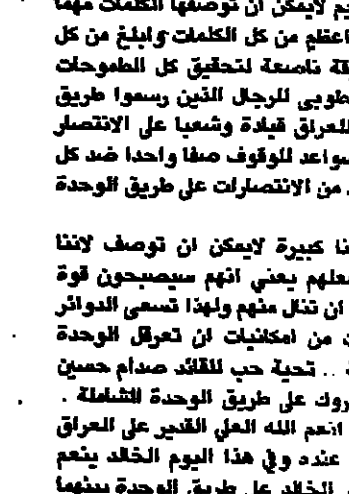 يم لايمكن ان توصفها الكلمات مهما
اعظم من كل الكلمات وابلغ من كل
قة ناصعة لتحقيق كل الطموحات
طوبى للرجال الذين رسموا طريق
للعراق قيادة وشعبا على الانتصار
سواعد للوقوف صفا واحدا ضد كل
من الانتصارات على طريق الوحدة
نا كبيرة لايمكن ان توصف لاننا
علهم يعني انهم سيصبحون قوة
ان تنال منهم ولهذا تسعى الدوائر
من امكانيات ان تعرقل الوحدة
.. تحية حب للقائد صدام حسين
روك على طريق الوحدة الشاملة .
انعم الله العلي القدير على العراق
عنده وفي هذا اليوم الخالد ينعم
الخالد على طريق الوحدة بينهما